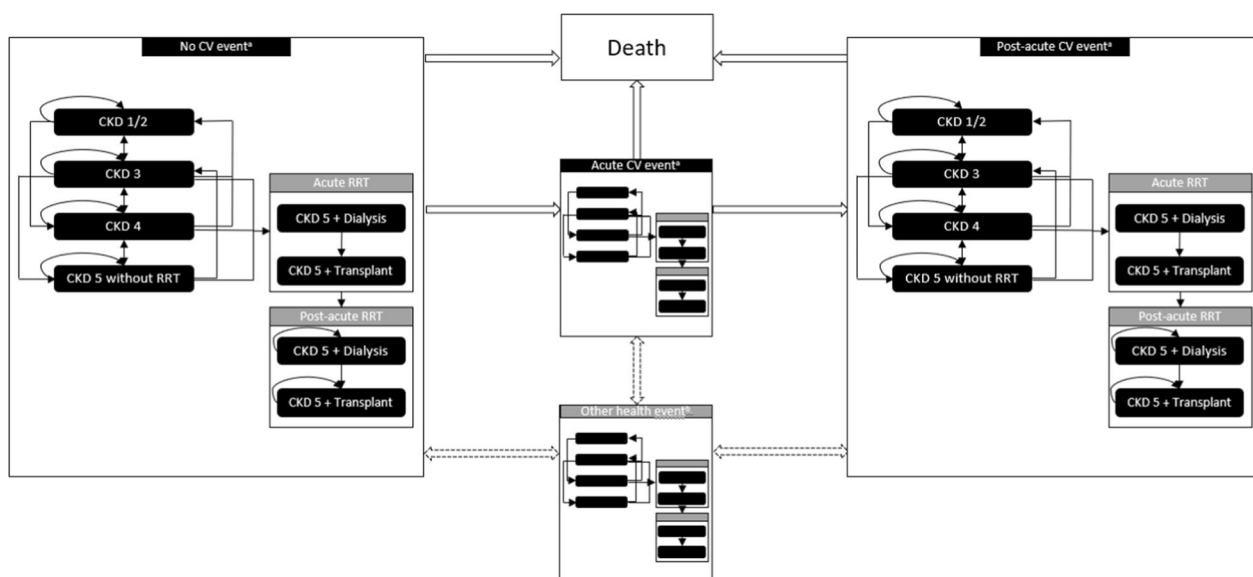 Death
No CV eventᵃ
CKD 1/2
CKD 3
CKD 4
CKD 5 without RRT
Acute RRT
CKD 5 + Dialysis
CKD 5 + Transplant
Post-acute RRT
CKD 5 + Dialysis
CKD 5 + Transplant
Acute CV eventᵃ
Other health eventᵇ
Post-acute CV eventᵃ
CKD 1/2
CKD 3
CKD 4
CKD 5 without RRT
Acute RRT
CKD 5 + Dialysis
CKD 5 + Transplant
Post-acute RRT
CKD 5 + Dialysis
CKD 5 + Transplant